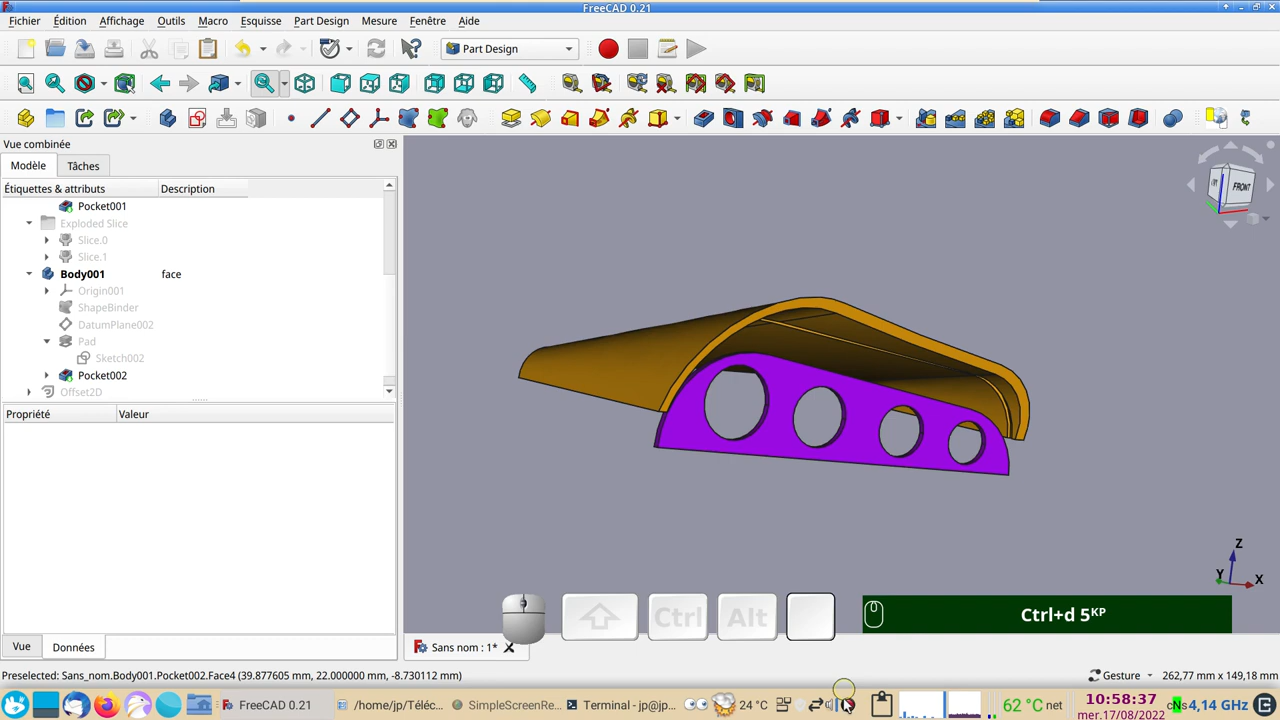 FreeCAD 0.21
Fichier Édition Affichage Outils Macro Esquisse Part Design Mesure Fenêtre Aide
Part Design
Vue combinée
Modèle Tâches
Étiquettes & attributs Description
Pocket001
Exploded Slice
Slice.0
Slice.1
Body001 face
Origin001
ShapeBinder
DatumPlane002
Pad
Sketch002
Pocket002
Offset2D
Propriété Valeur
FRONT
Z
Y X
Ctrl Alt
Ctrl+d 5KP
Vue Données
Sans nom : 1*
Preselected: Sans_nom.Body001.Pocket002.Face4 (39.877605 mm, 22.000000 mm, -8.730112 mm)
Gesture 262,77 mm x 149,18 mm
FreeCAD 0.21 /home/jp/Téléc... SimpleScreenRe... Terminal - jp@jp... 24 °C 62 °C net 10:58:37 4,14 GHz
mer.17/08/2022